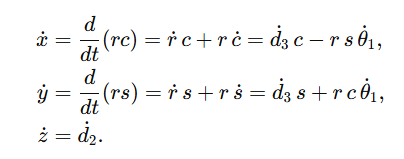 ẋ = d/dt (rc) = ṙ c + r ċ = ḋ₃ c − r s θ̇₁,
ẏ = d/dt (rs) = ṙ s + r ṡ = ḋ₃ s + r c θ̇₁,
ż = ḋ₂.